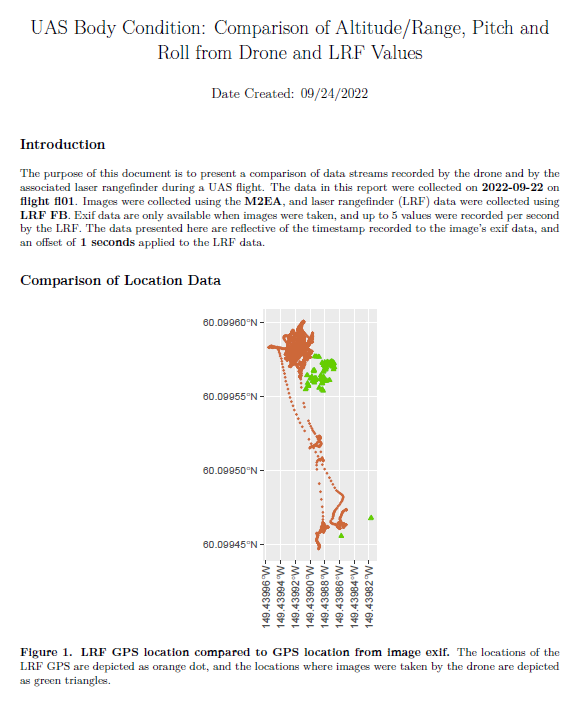 UAS Body Condition: Comparison of Altitude/Range, Pitch and
Roll from Drone and LRF Values
Date Created: 09/24/2022
Introduction
The purpose of this document is to present a comparison of data streams recorded by the drone and by the
associated laser rangefinder during a UAS flight. The data in this report were collected on 2022-09-22 on
flight fl01. Images were collected using the M2EA, and laser rangefinder (LRF) data were collected using
LRF FB. Exif data are only available when images were taken, and up to 5 values were recorded per second
by the LRF. The data presented here are reflective of the timestamp recorded to the image's exif data, and
an offset of 1 seconds applied to the LRF data.
Comparison of Location Data
60.09960°N
60.09955°N
60.09950°N
60.09945°N
149.43996°W
149.43994°W
149.43992°W
149.43990°W
149.43988°W
149.43986°W
149.43984°W
149.43982°W
Figure 1. LRF GPS location compared to GPS location from image exif. The locations of the
LRF GPS are depicted as orange dot, and the locations where images were taken by the drone are depicted
as green triangles.